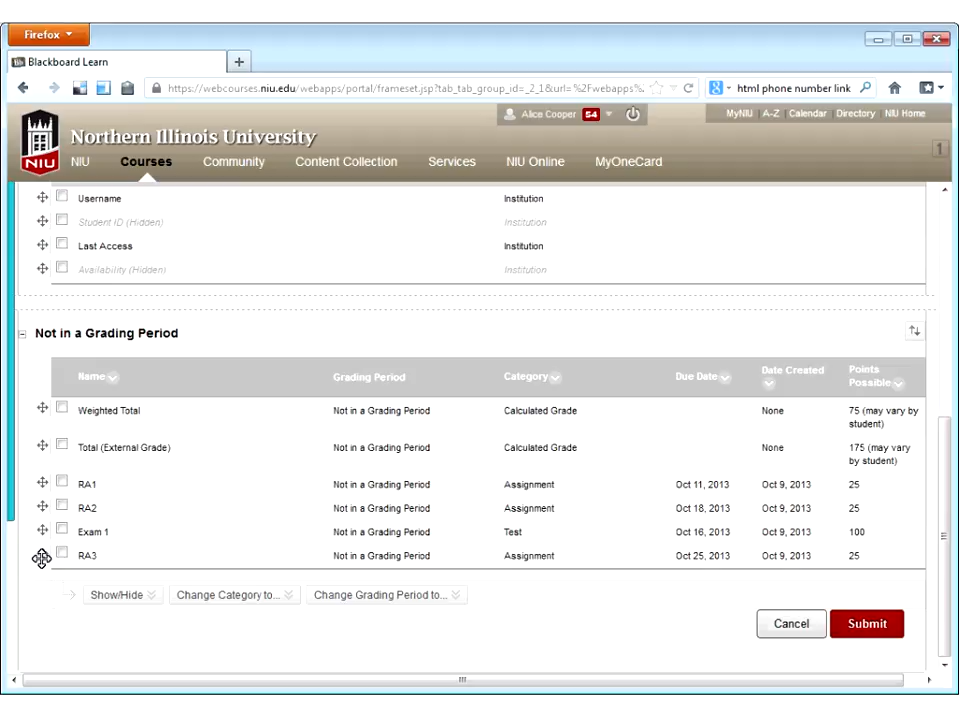 Firefox
Blackboard Learn
+
https://webcourses.niu.edu/webapps/portal/frameset.jsp?tab_tab_group_id=_2_1&url=%2Fwebapps%
html phone number link
Alice Cooper 54
MyNIU | A-Z | Calendar Directory NIU Home
Northern Illinois University
NIU
NIU Courses Community Content Collection Services NIU Online MyOneCard
1
Username Institution
Student ID (Hidden) Institution
Last Access Institution
Availability (Hidden) Institution
Not in a Grading Period
Name Grading Period Category Due Date Date Created Points Possible
Weighted Total Not in a Grading Period Calculated Grade None 75 (may vary by student)
Total (External Grade) Not in a Grading Period Calculated Grade None 175 (may vary by student)
RA1 Not in a Grading Period Assignment Oct 11, 2013 Oct 9, 2013 25
RA2 Not in a Grading Period Assignment Oct 18, 2013 Oct 9, 2013 25
Exam 1 Not in a Grading Period Test Oct 16, 2013 Oct 9, 2013 100
RA3 Not in a Grading Period Assignment Oct 25, 2013 Oct 9, 2013 25
Show/Hide Change Category to... Change Grading Period to...
Cancel Submit